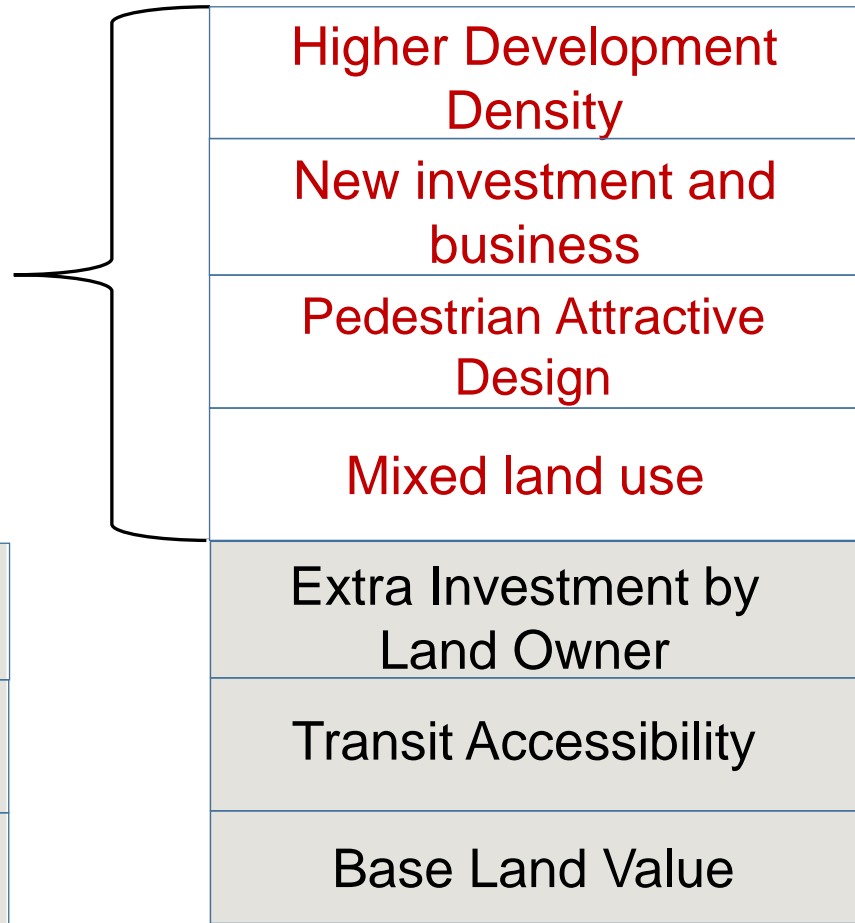 Higher Development
Density
New investment and
business
Pedestrian Attractive
Design
Mixed land use
Extra Investment by
Land Owner
Transit Accessibility
Base Land Value